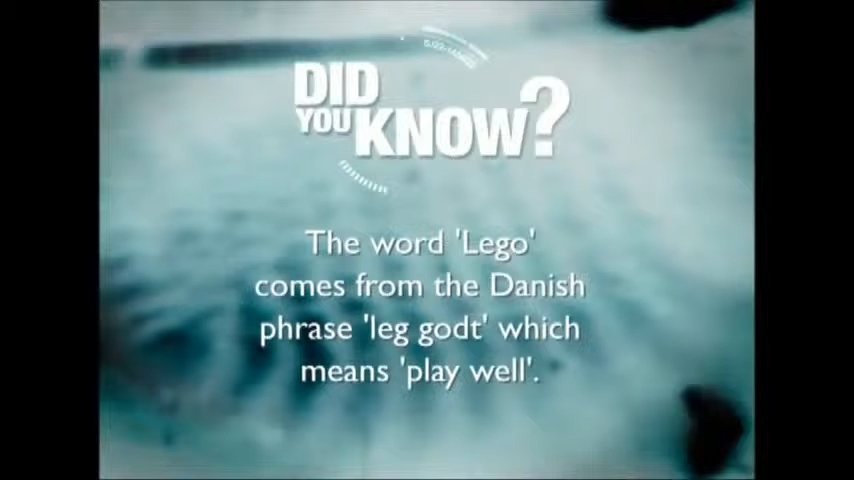 DID
YOU KNOW?
The word 'Lego'
comes from the Danish
phrase 'leg godt' which
means 'play well'.